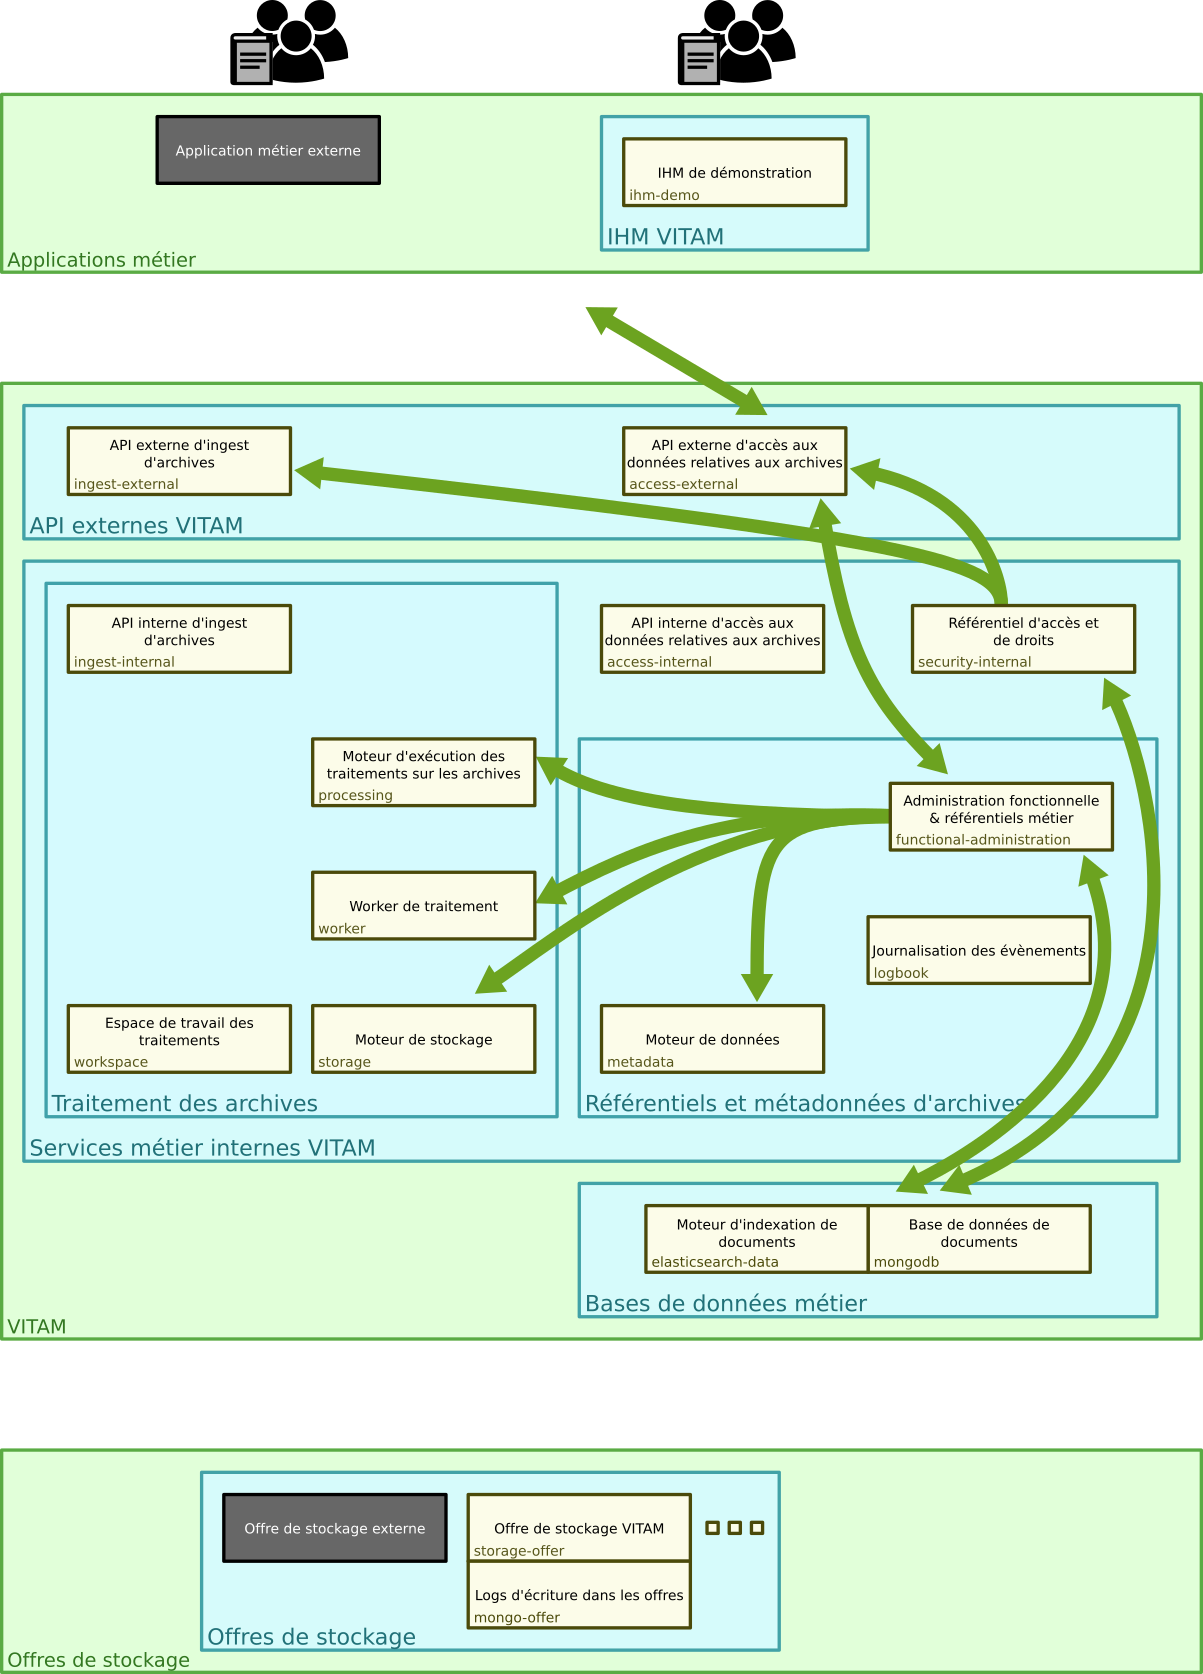 Application métier externe
IHM de démonstration
ihm-demo
IHM VITAM
Applications métier
API externe d'ingest
d'archives
ingest-external
API externe d'accès aux
données relatives aux archives
access-external
API externes VITAM
API interne d'ingest
d'archives
ingest-internal
API interne d'accès aux
données relatives aux archives
access-internal
Référentiel d'accès et
de droits
security-internal
Moteur d'exécution des
traitements sur les archives
processing
Administration fonctionnelle
& référentiels métier
functional-administration
Worker de traitement
worker
Journalisation des évènements
logbook
Espace de travail des
traitements
workspace
Moteur de stockage
storage
Moteur de données
metadata
Traitement des archives
Référentiels et métadonnées d'archives
Services métier internes VITAM
Moteur d'indexation de
documents
elasticsearch-data
Base de données de
documents
mongodb
Bases de données métier
VITAM
Offre de stockage externe
Offre de stockage VITAM
storage-offer
Logs d'écriture dans les offres
mongo-offer
Offres de stockage
Offres de stockage